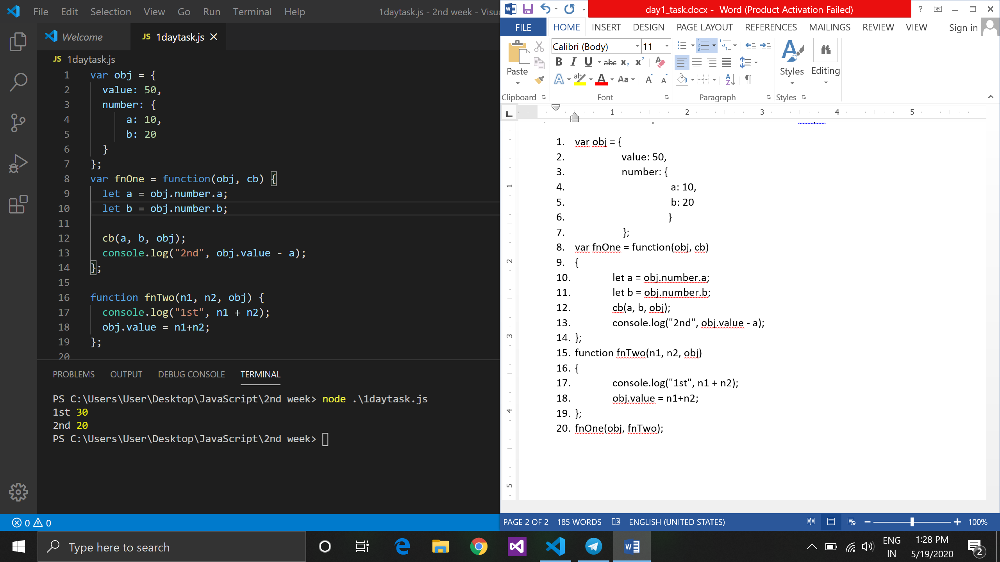 File Edit Selection View Go Run Terminal Help 1daytask.js - 2nd week - Visua
Welcome
JS 1daytask.js
JS 1daytask.js
1 var obj = {
2 value: 50,
3 number: {
4 a: 10,
5 b: 20
6 }
7 };
8 var fnOne = function(obj, cb) {
9 let a = obj.number.a;
10 let b = obj.number.b;
11
12 cb(a, b, obj);
13 console.log("2nd", obj.value - a);
14 };
15
16 function fnTwo(n1, n2, obj) {
17 console.log("1st", n1 + n2);
18 obj.value = n1+n2;
19 };
20
PROBLEMS OUTPUT DEBUG CONSOLE TERMINAL
PS C:\Users\User\Desktop\JavaScript\2nd week> node .\1daytask.js
1st 30
2nd 20
PS C:\Users\User\Desktop\JavaScript\2nd week>
0 0
day1_task.docx - Word (Product Activation Failed)
?
FILE HOME INSERT DESIGN PAGE LAYOUT REFERENCES MAILINGS REVIEW VIEW Sign in
Paste
Calibri (Body) 11
B I U abc X2 X2
A ab A Aa A A
Styles
Editing
Clipboard Font Paragraph Styles
1 2 3 4 5
1
2
3
4
5
1. var obj = {
2. value: 50,
3. number: {
4. a: 10,
5. b: 20
6. }
7. };
8. var fnOne = function(obj, cb)
9. {
10. let a = obj.number.a;
11. let b = obj.number.b;
12. cb(a, b, obj);
13. console.log("2nd", obj.value - a);
14. };
15. function fnTwo(n1, n2, obj)
16. {
17. console.log("1st", n1 + n2);
18. obj.value = n1+n2;
19. };
20. fnOne(obj, fnTwo);
PAGE 2 OF 2 185 WORDS ENGLISH (UNITED STATES) 100%
Type here to search
ENG
IN
1:28 PM
5/19/2020
2